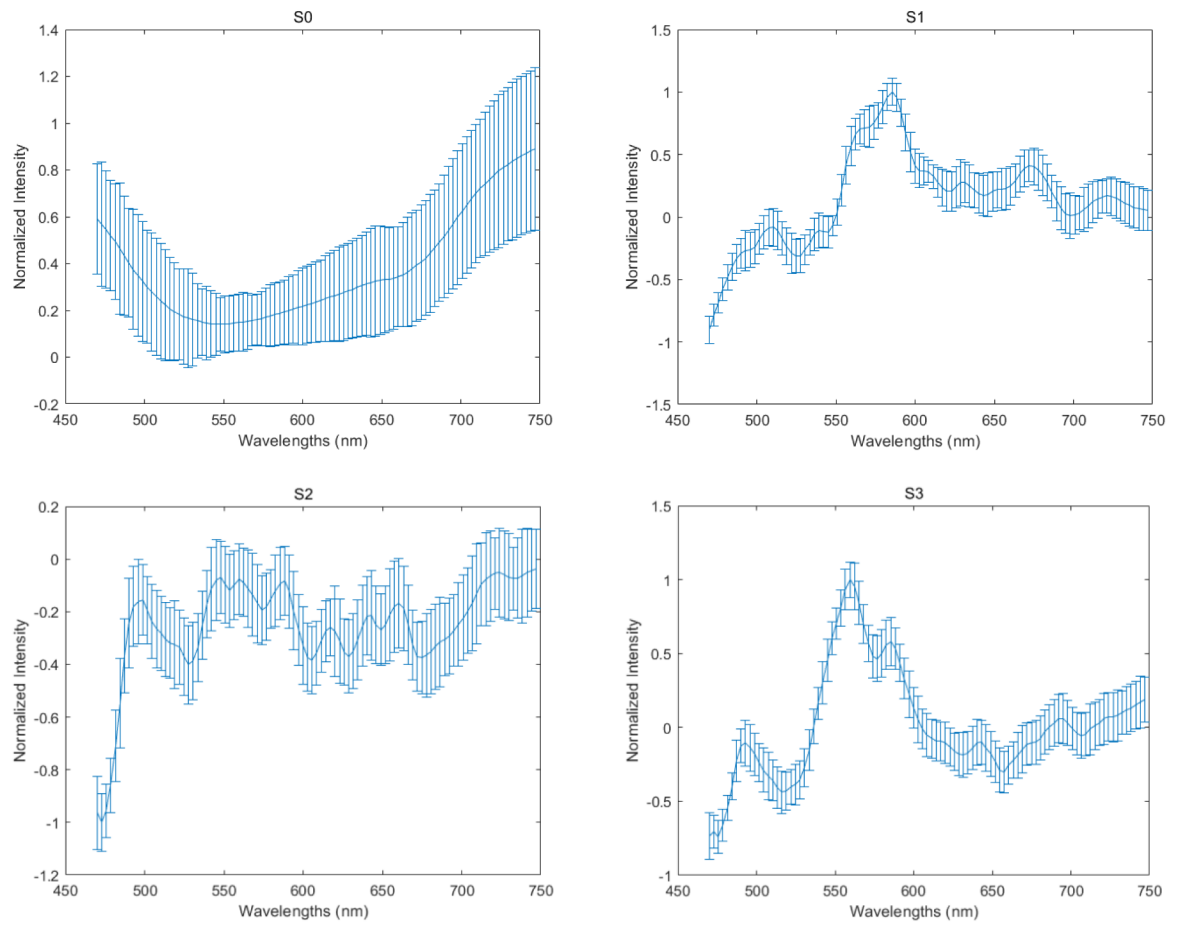 S0
1.4
1.2
1
0.8
0.6
0.4
0.2
0
-0.2
Normalized Intensity
450 500 550 600 650 700 750
Wavelengths (nm)
S1
1.5
1
0.5
0
-0.5
-1
-1.5
Normalized Intensity
450 500 550 600 650 700 750
Wavelengths (nm)
S2
0.2
0
-0.2
-0.4
-0.6
-0.8
-1
-1.2
Normalized Intensity
450 500 550 600 650 700 750
Wavelengths (nm)
S3
1.5
1
0.5
0
-0.5
-1
Normalized Intensity
450 500 550 600 650 700 750
Wavelengths (nm)